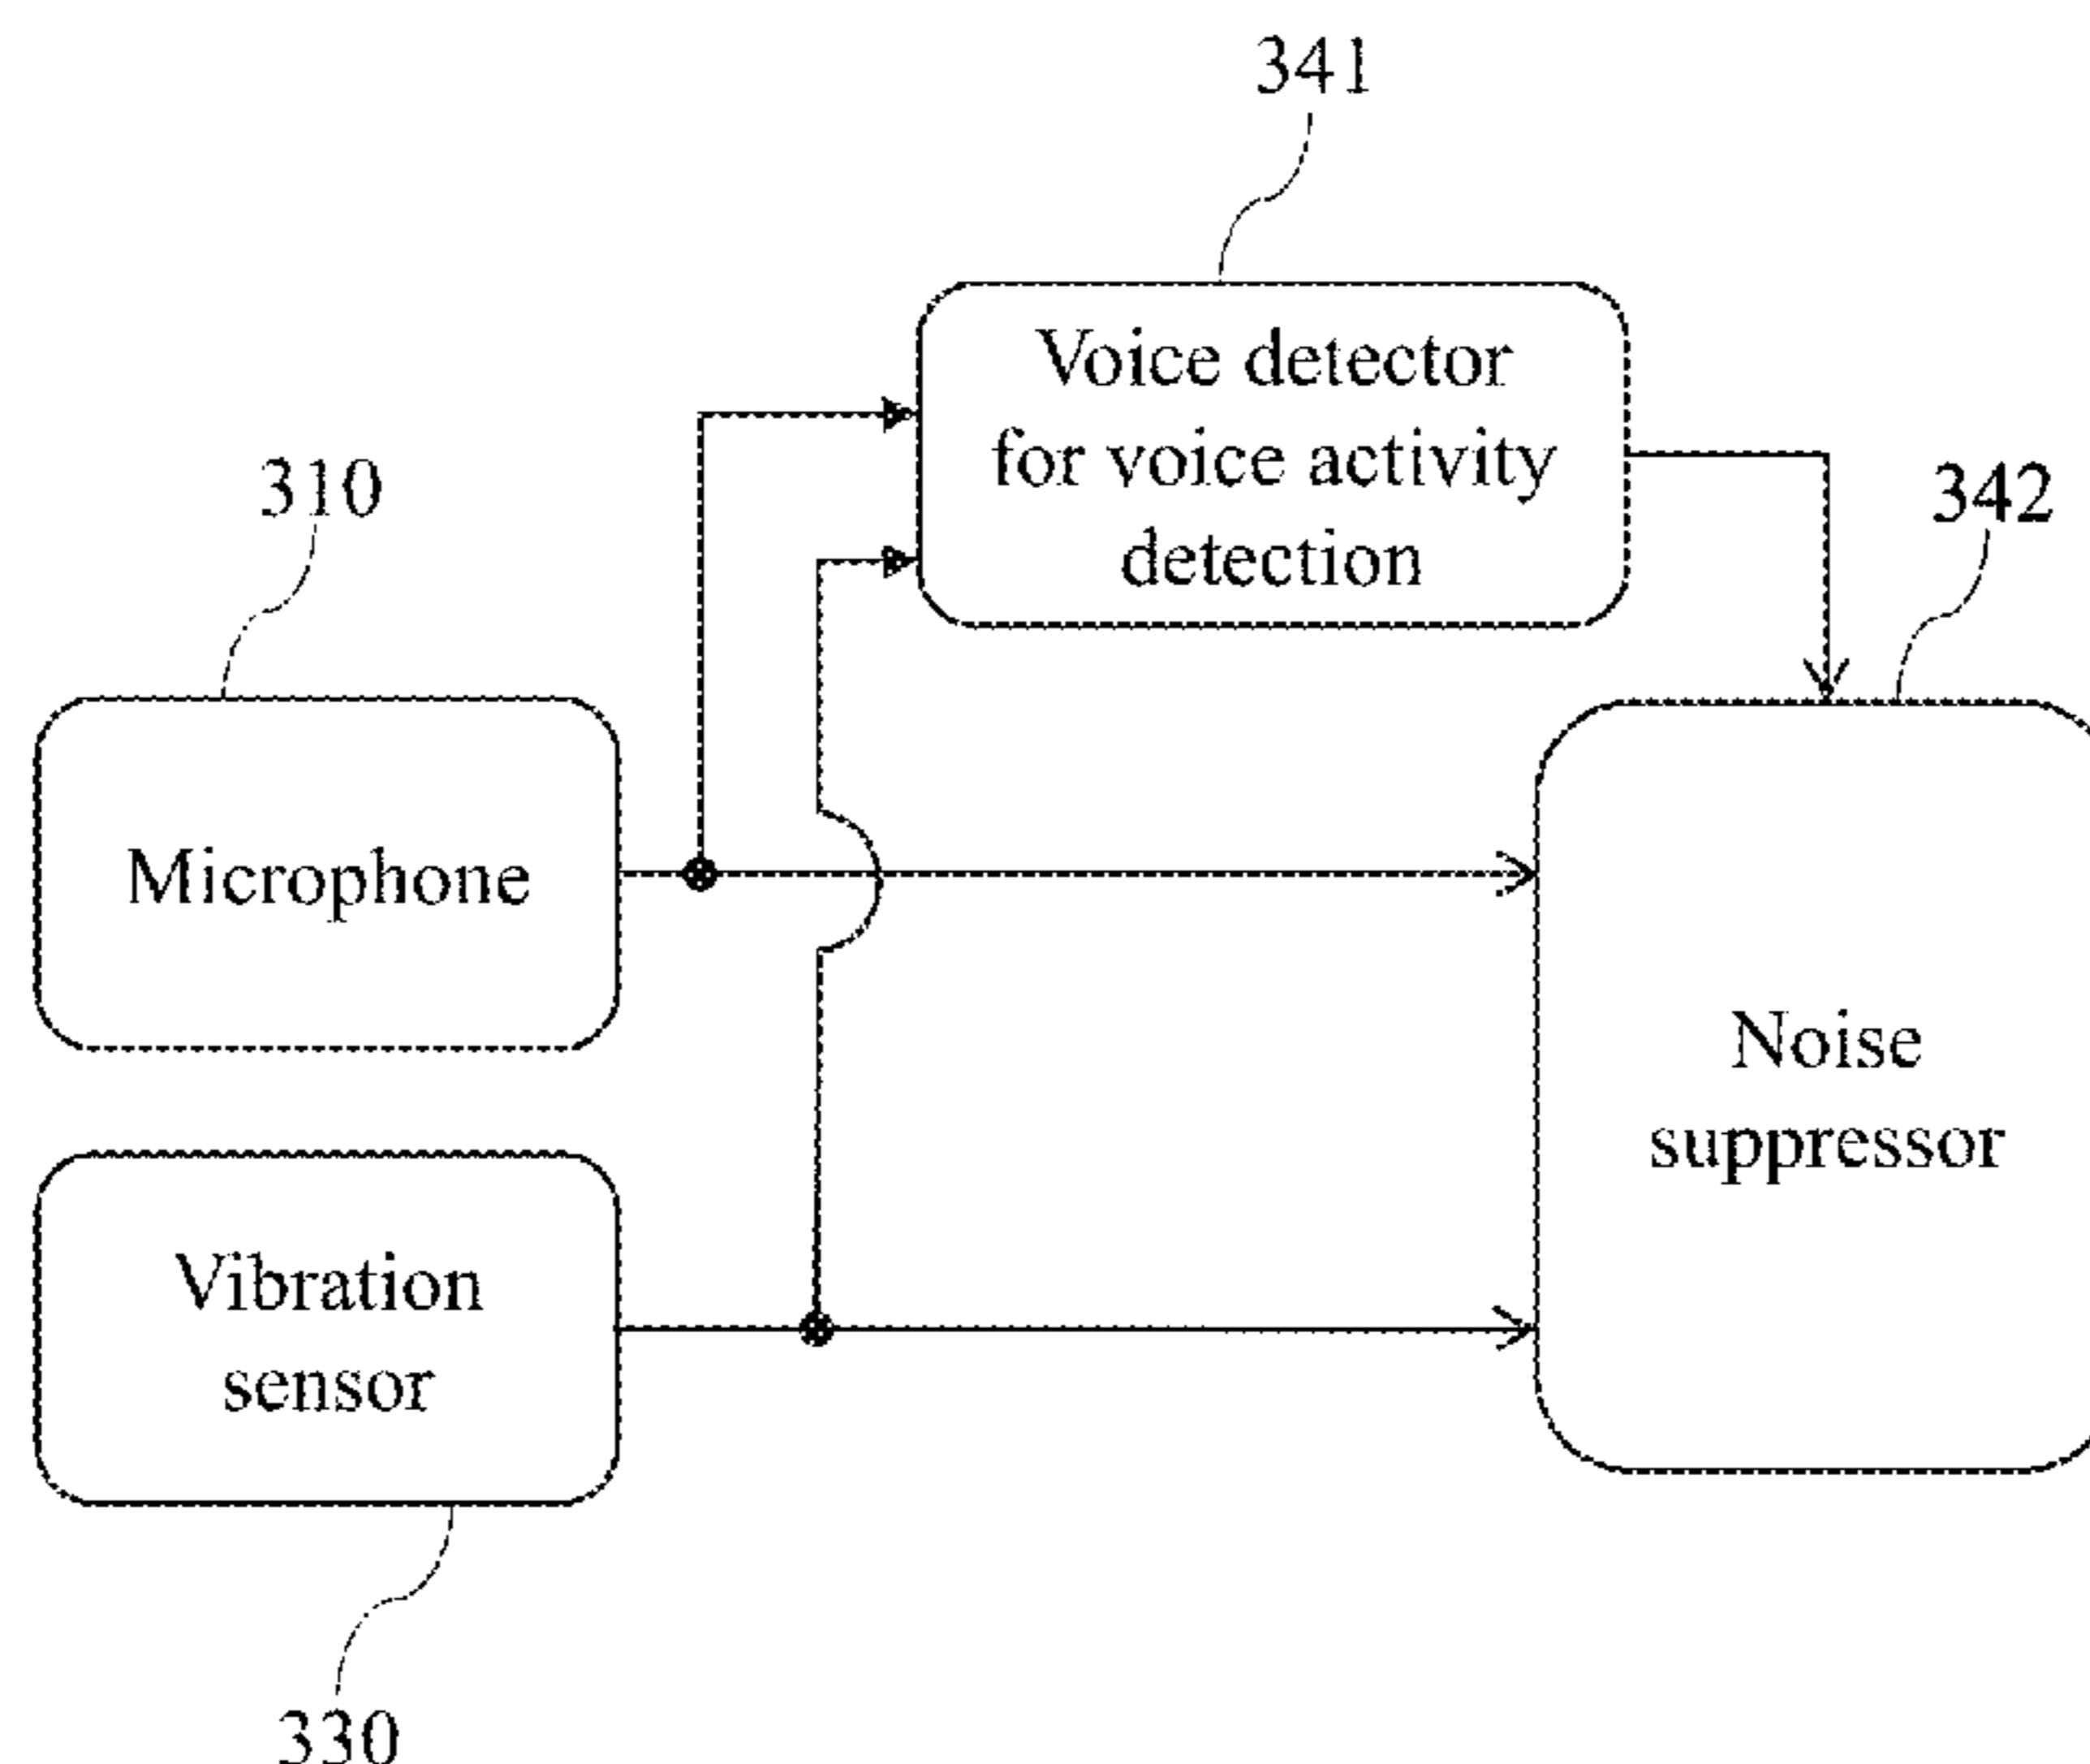 341
Voice detector
for voice activity
detection
310
342
Microphone
Noise
suppressor
Vibration
sensor
330